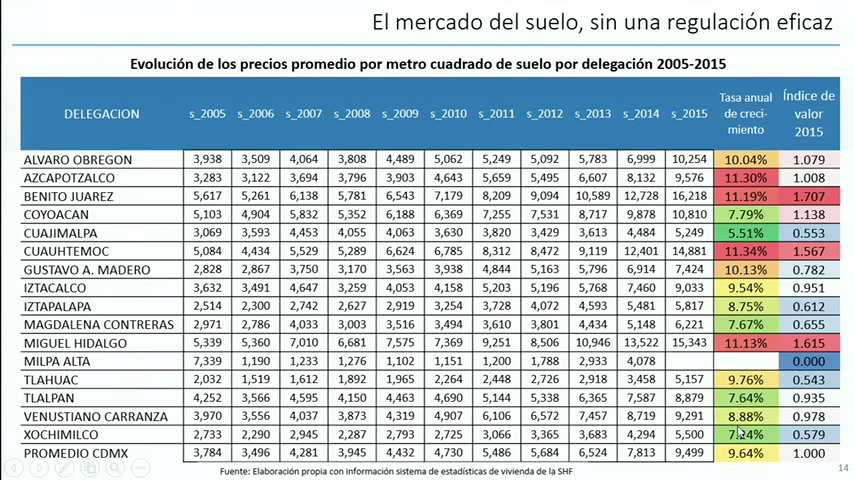 El mercado del suelo, sin una regulación eficaz
Evolución de los precios promedio por metro cuadrado de suelo por delegación 2005-2015
DELEGACION s_2005 s_2006 s_2007 s_2008 s_2009 s_2010 s_2011 s_2012 s_2013 s_2014 s_2015 Tasa anual de creci-miento Índice de valor 2015
ALVARO OBREGON 3,938 3,509 4,064 3,808 4,489 5,062 5,249 5,092 5,783 6,999 10,254 10.04% 1.079
AZCAPOTZALCO 3,283 3,122 3,694 3,796 3,903 4,643 5,659 5,495 6,607 8,132 9,576 11.30% 1.008
BENITO JUAREZ 5,617 5,261 6,138 5,781 6,543 7,179 8,209 9,094 10,589 12,728 16,218 11.19% 1.707
COYOACAN 5,103 4,904 5,832 5,352 6,188 6,369 7,255 7,531 8,717 9,878 10,810 7.79% 1.138
CUAJIMALPA 3,069 3,593 4,453 4,055 4,063 3,630 3,820 3,429 3,613 4,484 5,249 5.51% 0.553
CUAUHTEMOC 5,084 4,434 5,529 5,289 6,624 6,785 8,312 8,472 9,119 12,401 14,881 11.34% 1.567
GUSTAVO A. MADERO 2,828 2,867 3,750 3,170 3,563 3,938 4,844 5,163 5,796 6,914 7,424 10.13% 0.782
IZTACALCO 3,632 3,491 4,647 3,259 4,053 4,158 5,203 5,196 5,768 7,460 9,033 9.54% 0.951
IZTAPALAPA 2,514 2,300 2,742 2,627 2,919 3,254 3,728 4,072 4,593 5,481 5,817 8.75% 0.612
MAGDALENA CONTRERAS 2,971 2,786 4,033 3,003 3,516 3,494 3,610 3,801 4,434 5,148 6,221 7.67% 0.655
MIGUEL HIDALGO 5,339 5,360 7,010 6,681 7,575 7,369 9,251 8,506 10,946 13,522 15,343 11.13% 1.615
MILPA ALTA 7,339 1,190 1,233 1,276 1,102 1,151 1,200 1,788 2,933 4,078 0.000
TLAHUAC 2,032 1,519 1,612 1,892 1,965 2,264 2,448 2,726 2,918 3,458 5,157 9.76% 0.543
TLALPAN 4,252 3,566 4,595 4,150 4,463 4,690 5,144 5,338 6,365 7,587 8,879 7.64% 0.935
VENUSTIANO CARRANZA 3,970 3,556 4,037 3,873 4,319 4,907 6,106 6,572 7,457 8,719 9,291 8.88% 0.978
XOCHIMILCO 2,733 2,290 2,945 2,287 2,793 2,725 3,066 3,365 3,683 4,294 5,500 7.24% 0.579
PROMEDIO CDMX 3,784 3,496 4,281 3,945 4,432 4,730 5,486 5,684 6,524 7,813 9,499 9.64% 1.000
Fuente: Elaboración propia con información sistema de estadísticas de vivienda de la SHF
14